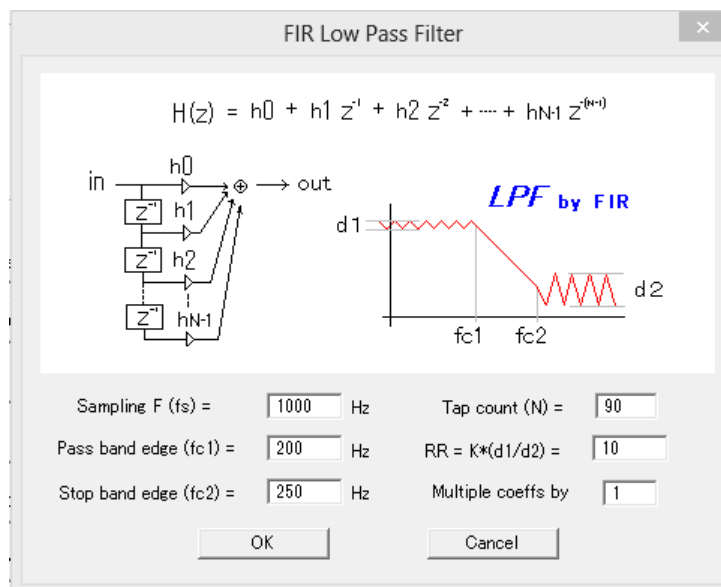 FIR Low Pass Filter
H(z) = h0 + h1 z⁻¹ + h2 z⁻² + ---- + hN-1 z⁻⁽ᴺ⁻¹⁾
in
h0
out
z⁻¹
h1
z⁻¹
h2
z⁻¹
hN-1
LPF by FIR
d1
d2
fc1
fc2
Sampling F (fs) = 1000 Hz
Tap count (N) = 90
Pass band edge (fc1) = 200 Hz
RR = K*(d1/d2) = 10
Stop band edge (fc2) = 250 Hz
Multiple coeffs by 1
OK
Cancel